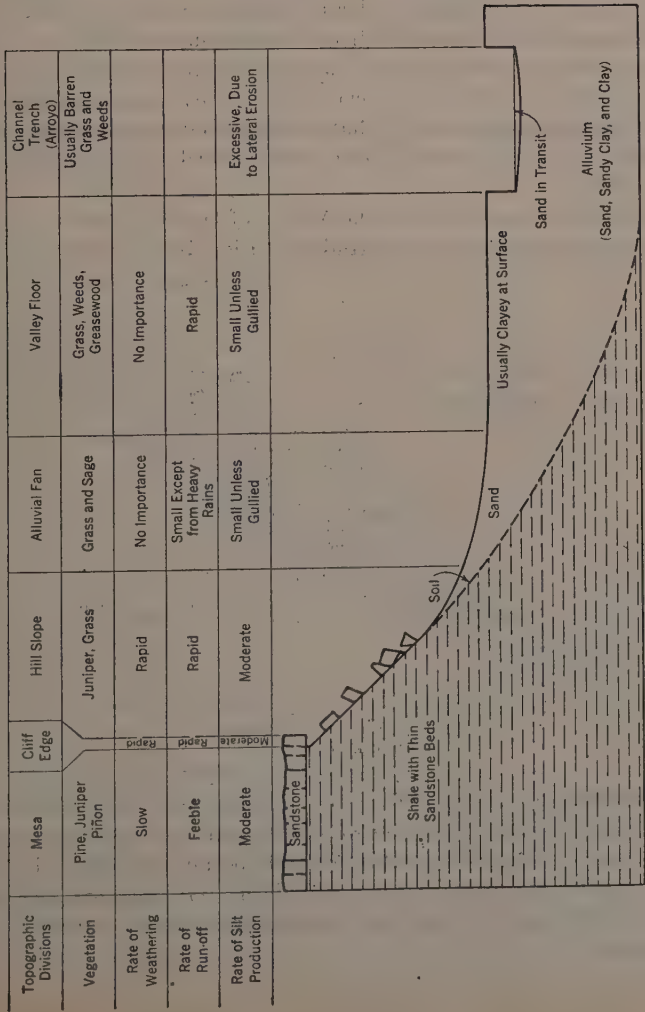 Topographic
Divisions
Mesa
Cliff
Edge
Hill Slope
Alluvial Fan
Valley Floor
Channel
Trench
(Arroyo)
Vegetation
Pine, Juniper
Piñon
Juniper, Grass
Grass and Sage
Grass, Weeds,
Greasewood
Usually Barren
Grass and
Weeds
Rate of
Weathering
Slow
Rapid
Rapid
No Importance
No Importance
Rate of
Run-off
Feeble
Rapid
Rapid
Small Except
from Heavy
Rains
Rapid
Rate of Silt
Production
Moderate
Moderate
Moderate
Small Unless
Gullied
Small Unless
Gullied
Excessive, Due
to Lateral Erosion
Sandstone
Shale with Thin
Sandstone Beds
Soil
Sand
Usually Clayey at Surface
Sand in Transit
Alluvium
(Sand, Sandy Clay, and Clay)